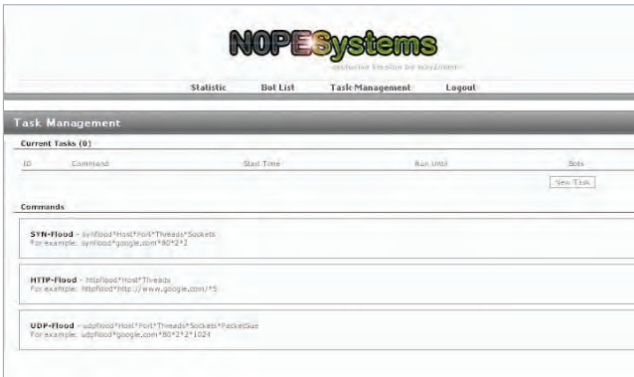 N0PESystems
Statistic Bot List Task Management Logout
Task Management
Current Tasks (0)
ID Command Start Time Run Until Bots
New Task
Commands
SYN-Flood - synflood*Host*Port*Threads*Sockets
For example: synflood*google.com*80*2*2
HTTP-Flood - httpflood*Host*Threads
For example: httpflood*http://www.google.com/*5
UDP-Flood - udpflood*Host*Port*Threads*Sockets*PacketSize
For example: udpflood*google.com*80*2*2*1024